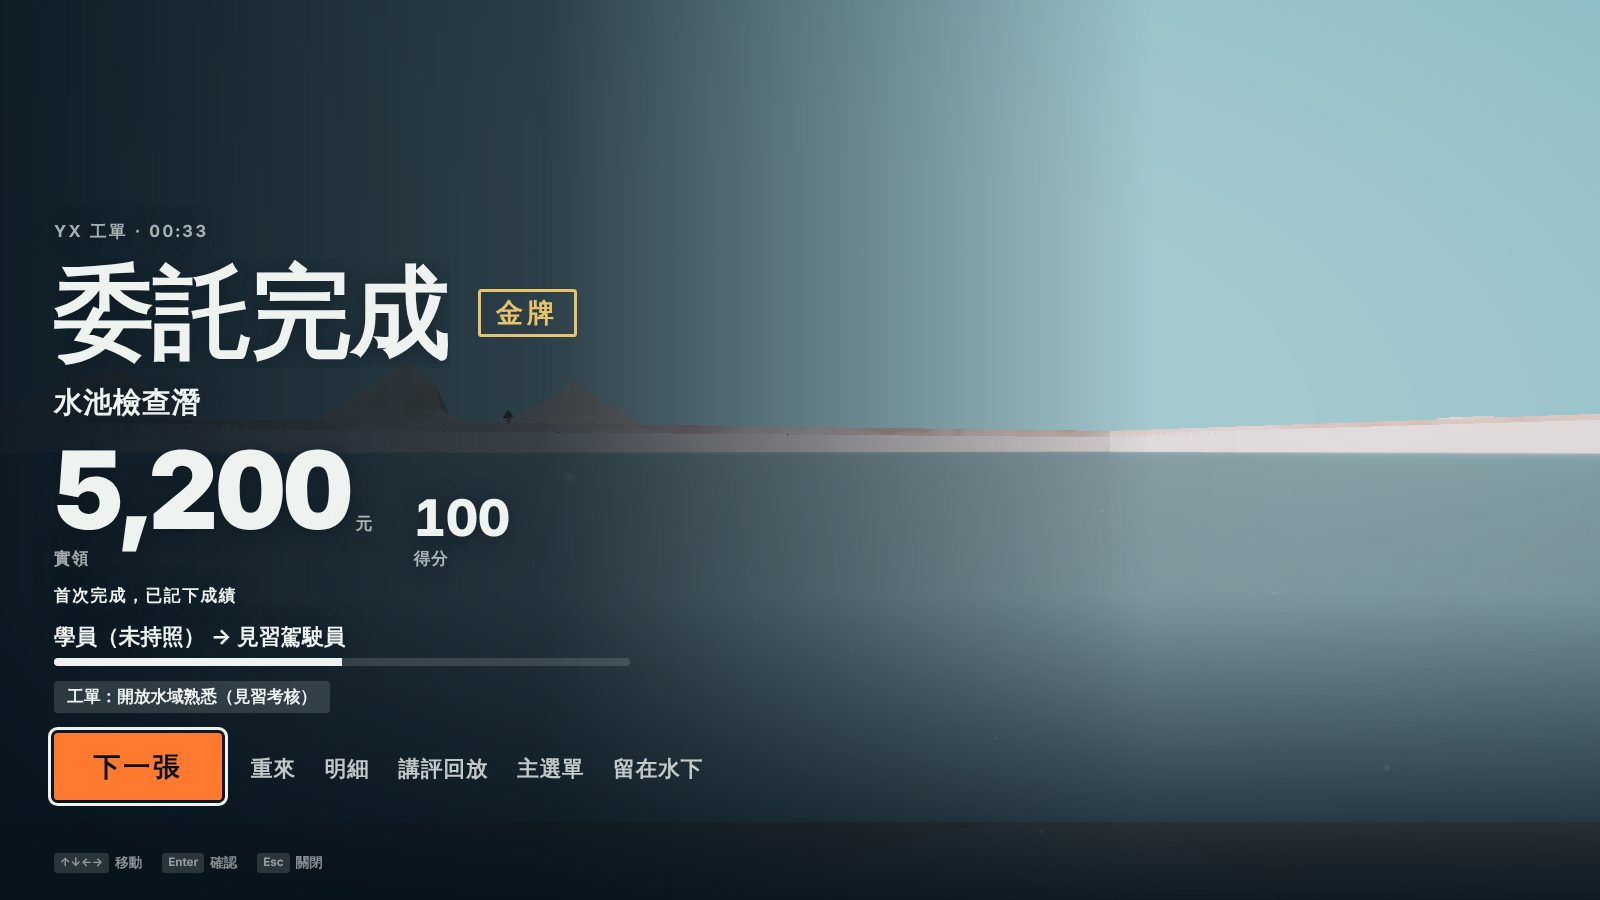 YX 工單 · 00:33
委託完成 金牌
水池檢查潛
5,200 元 100
實領 得分
首次完成，已記下成績
學員（未持照） → 見習駕駛員
工單：開放水域熟悉（見習考核）
下一張 重來 明細 講評回放 主選單 留在水下
↑↓←→ 移動 Enter 確認 Esc 關閉